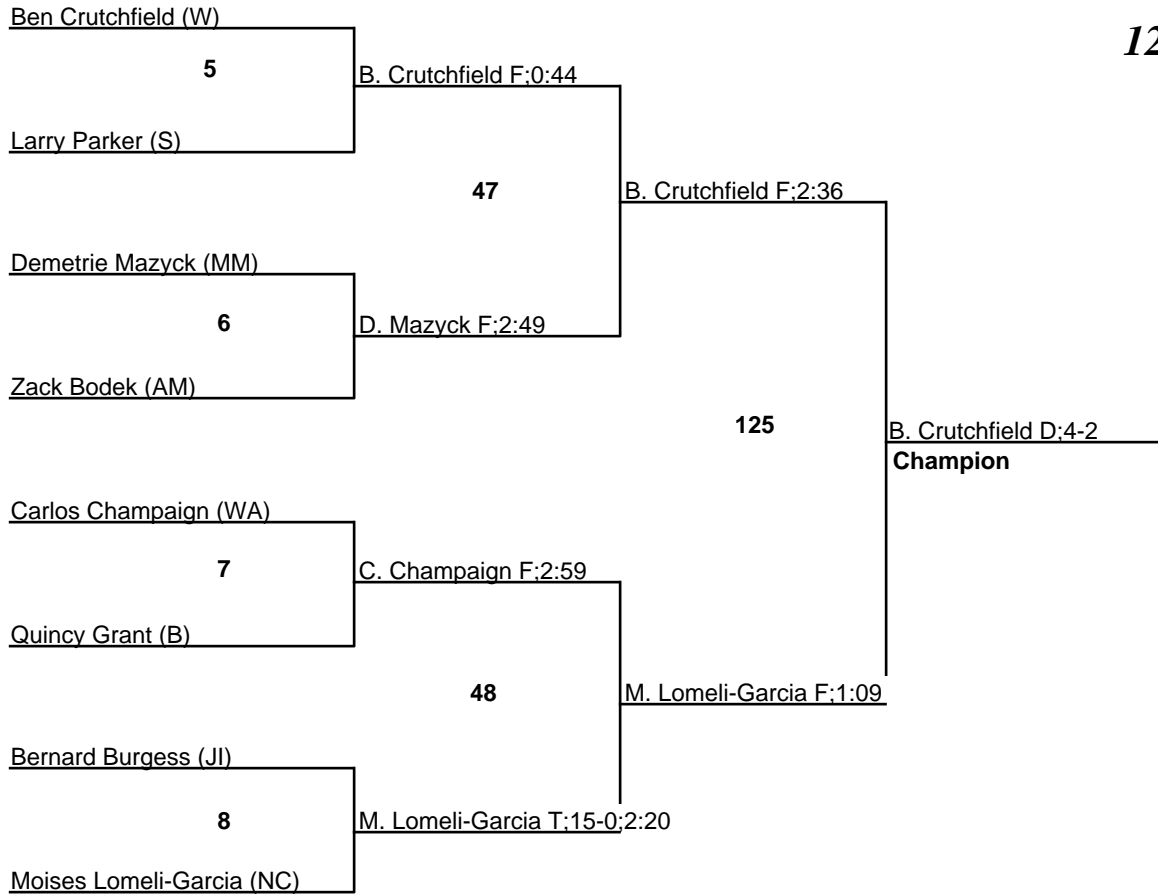 Ben Crutchfield (W)
12
5
B. Crutchfield F;0:44
Larry Parker (S)
47
B. Crutchfield F;2:36
Demetrie Mazyck (MM)
6
D. Mazyck F;2:49
Zack Bodek (AM)
125
B. Crutchfield D;4-2
Champion
Carlos Champaign (WA)
7
C. Champaign F;2:59
Quincy Grant (B)
48
M. Lomeli-Garcia F;1:09
Bernard Burgess (JI)
8
M. Lomeli-Garcia T;15-0;2:20
Moises Lomeli-Garcia (NC)